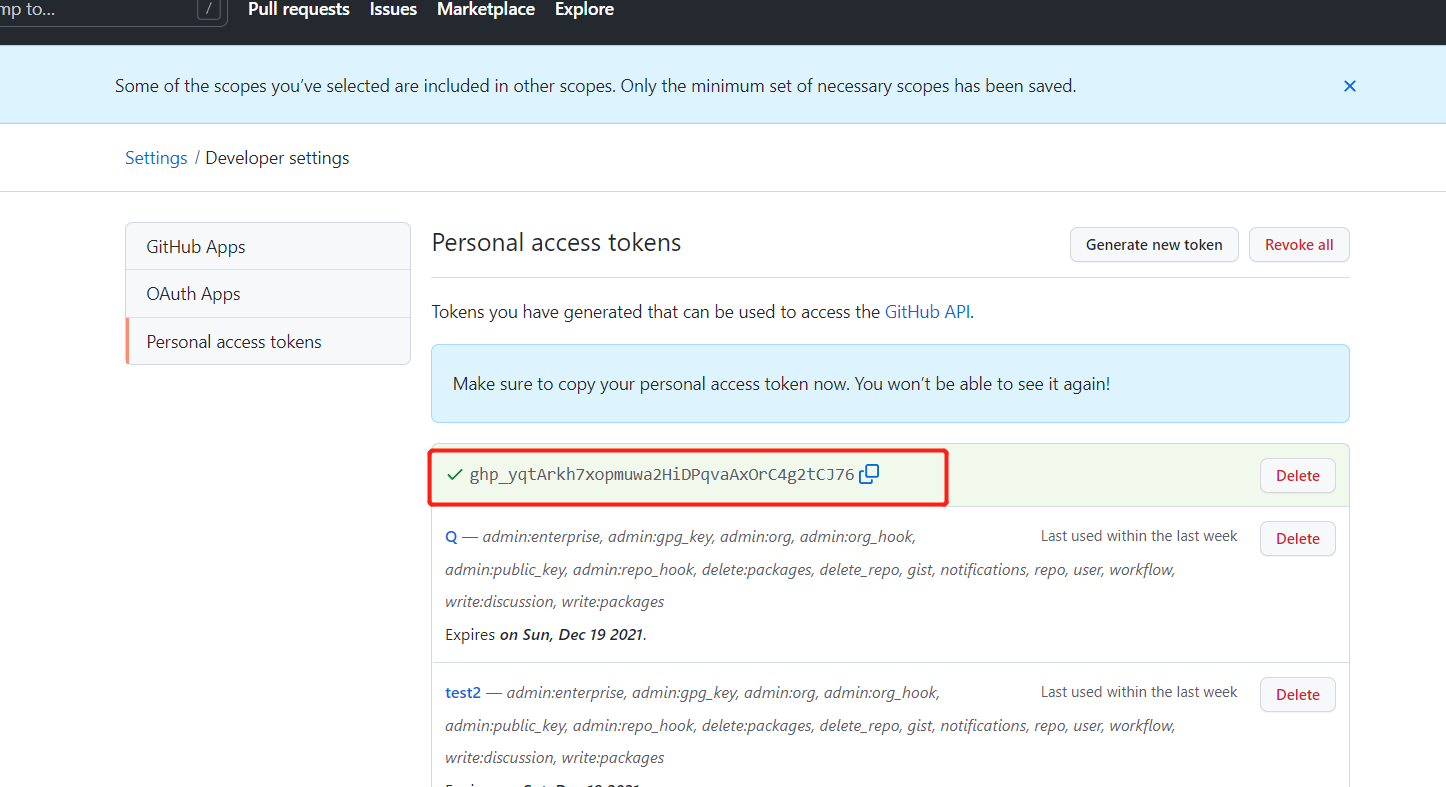 mp to... / Pull requests Issues Marketplace Explore
Some of the scopes you've selected are included in other scopes. Only the minimum set of necessary scopes has been saved.
Settings / Developer settings
GitHub Apps
OAuth Apps
Personal access tokens
Personal access tokens
Generate new token
Revoke all
Tokens you have generated that can be used to access the GitHub API.
Make sure to copy your personal access token now. You won't be able to see it again!
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
Delete
Q — admin:enterprise, admin:gpg_key, admin:org, admin:org_hook,
Last used within the last week
Delete
admin:public_key, admin:repo_hook, delete:packages, delete_repo, gist, notifications, repo, user, workflow,
write:discussion, write:packages
Expires on Sun, Dec 19 2021.
test2 — admin:enterprise, admin:gpg_key, admin:org, admin:org_hook,
Last used within the last week
Delete
admin:public_key, admin:repo_hook, delete:packages, delete_repo, gist, notifications, repo, user, workflow,
write:discussion, write:packages